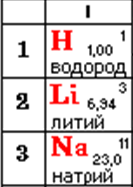 I
1 H 1
1,00
водород
2 Li 3
6,94
литий
3 Na 11
23,0
натрий